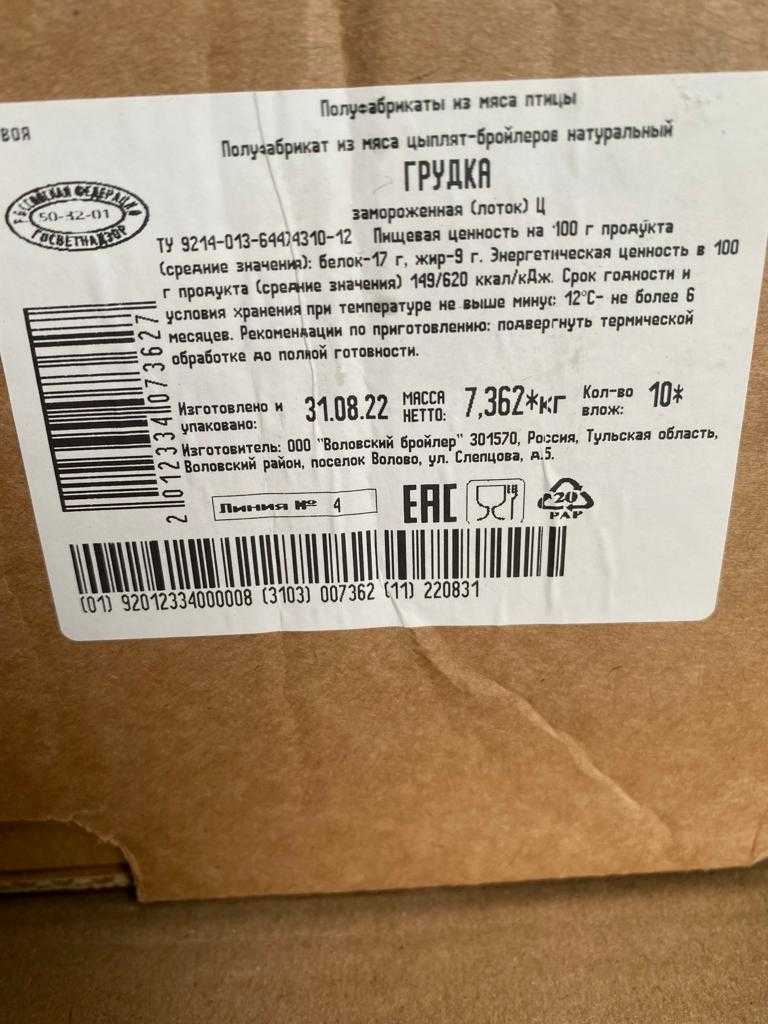 ВОЯ
Полуфабрикаты из мяса птицы
Полуфабрикат из мяса цыплят-бройлеров натуральный
ГРУДКА
замороженная (лоток) Ц
РОССИЙСКАЯ ФЕДЕРАЦИЯ
50-32-01
ГОСВЕТНАДЗОР
ТУ 9214-013-64474310-12 Пищевая ценность на 100 г продукта
(средние значения): белок-17 г, жир-9 г. Энергетическая ценность в 100
г продукта (средние значения) 149/620 ккал/кДж. Срок годности и
условия хранения при температуре не выше минус 12°С- не более 6
месяцев. Рекомендации по приготовлению: подвергнуть термической
обработке до полной готовности.
2 012334 073627
Изготовлено и упаковано: 31.08.22 МАССА НЕТТО: 7,362*кг Кол-во влож: 10*
Изготовитель: ООО "Воловский бройлер" 301570, Россия, Тульская область,
Воловский район, поселок Волово, ул. Слепцова, д.5.
Линия № 4 ЕАС 20 PAP
(01) 92012334000008 (3103) 007362 (11) 220831